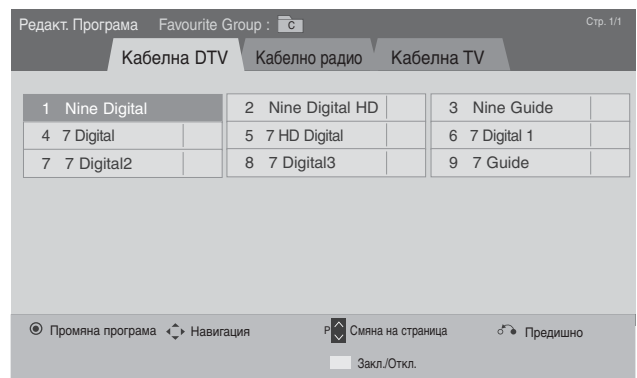 Редакт. Програма Favourite Group : C Стр. 1/1
Кабелна DTV Кабелно радио Кабелна TV
1 Nine Digital 2 Nine Digital HD 3 Nine Guide
4 7 Digital 5 7 HD Digital 6 7 Digital 1
7 7 Digital2 8 7 Digital3 9 7 Guide
Промяна програма Навигация P Смяна на страница Предишно
Закл./Откл.